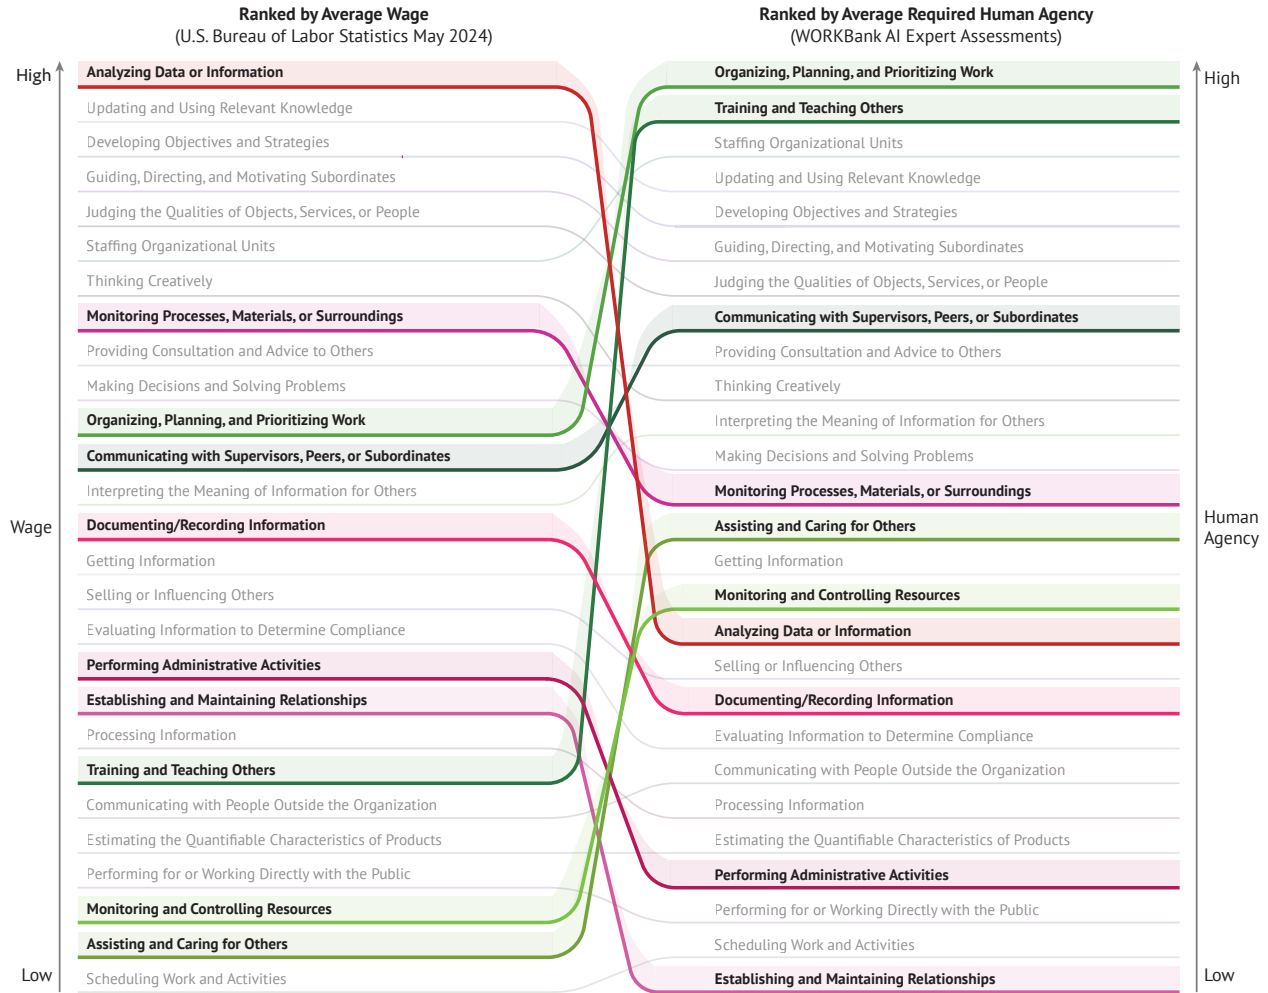 Ranked by Average Wage
(U.S. Bureau of Labor Statistics May 2024)
High
Analyzing Data or Information
Updating and Using Relevant Knowledge
Developing Objectives and Strategies
Guiding, Directing, and Motivating Subordinates
Judging the Qualities of Objects, Services, or People
Staffing Organizational Units
Thinking Creatively
Monitoring Processes, Materials, or Surroundings
Providing Consultation and Advice to Others
Making Decisions and Solving Problems
Organizing, Planning, and Prioritizing Work
Communicating with Supervisors, Peers, or Subordinates
Interpreting the Meaning of Information for Others
Wage
Documenting/Recording Information
Getting Information
Selling or Influencing Others
Evaluating Information to Determine Compliance
Performing Administrative Activities
Establishing and Maintaining Relationships
Processing Information
Training and Teaching Others
Communicating with People Outside the Organization
Estimating the Quantifiable Characteristics of Products
Performing for or Working Directly with the Public
Monitoring and Controlling Resources
Assisting and Caring for Others
Low
Scheduling Work and Activities
Ranked by Average Required Human Agency
(WORKBank AI Expert Assessments)
Organizing, Planning, and Prioritizing Work
High
Training and Teaching Others
Staffing Organizational Units
Updating and Using Relevant Knowledge
Developing Objectives and Strategies
Guiding, Directing, and Motivating Subordinates
Judging the Qualities of Objects, Services, or People
Communicating with Supervisors, Peers, or Subordinates
Providing Consultation and Advice to Others
Thinking Creatively
Interpreting the Meaning of Information for Others
Making Decisions and Solving Problems
Monitoring Processes, Materials, or Surroundings
Assisting and Caring for Others
Human
Agency
Getting Information
Monitoring and Controlling Resources
Analyzing Data or Information
Selling or Influencing Others
Documenting/Recording Information
Evaluating Information to Determine Compliance
Communicating with People Outside the Organization
Processing Information
Estimating the Quantifiable Characteristics of Products
Performing Administrative Activities
Performing for or Working Directly with the Public
Scheduling Work and Activities
Establishing and Maintaining Relationships
Low